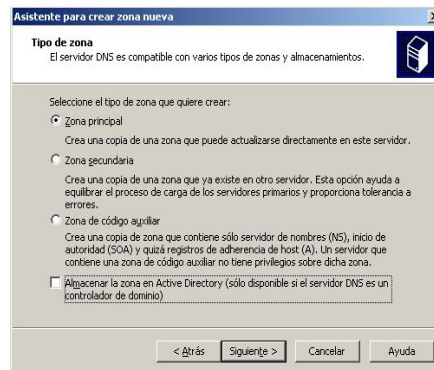 Asistente para crear zona nueva
Tipo de zona
El servidor DNS es compatible con varios tipos de zonas y almacenamientos.
Seleccione el tipo de zona que quiere crear:
Zona principal
Crea una copia de una zona que puede actualizarse directamente en este servidor.
Zona secundaria
Crea una copia de una zona que ya existe en otro servidor. Esta opción ayuda a
equilibrar el proceso de carga de los servidores primarios y proporciona tolerancia a
errores.
Zona de código auxiliar
Crea una copia de zona que contiene sólo servidor de nombres (NS), inicio de
autoridad (SOA) y quizá registros de adherencia de host (A). Un servidor que
contiene una zona de código auxiliar no tiene privilegios sobre dicha zona.
Almacenar la zona en Active Directory (sólo disponible si el servidor DNS es un
controlador de dominio)
< Atrás Siguiente > Cancelar Ayuda